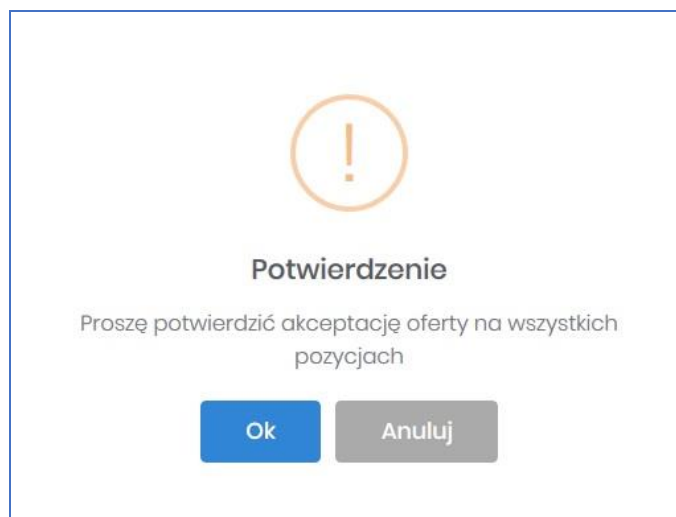 Potwierdzenie
Proszę potwierdzić akceptację oferty na wszystkich
pozycjach
Ok Anuluj